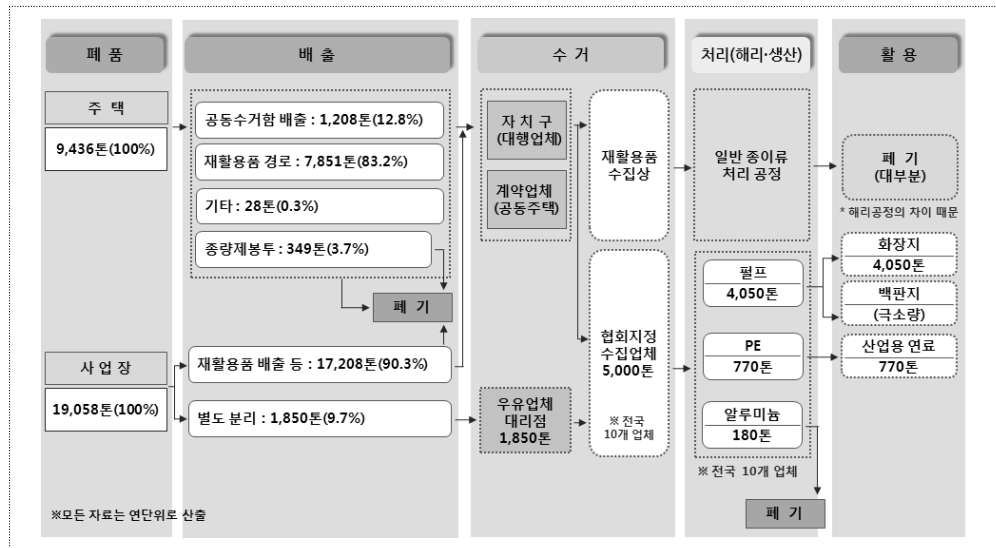 폐 품
배 출
수 거
처리(해리·생산)
활 용
주 택
9,436톤(100%)
공동수거함 배출 : 1,208톤(12.8%)
재활용품 경로 : 7,851톤(83.2%)
기타 : 28톤(0.3%)
종량제봉투 : 349톤(3.7%)
폐 기
사 업 장
19,058톤(100%)
재활용품 배출 등 : 17,208톤(90.3%)
별도 분리 : 1,850톤(9.7%)
자 치 구
(대행업체)
계약업체
(공동주택)
우유업체
대리점
1,850톤
재활용품
수집상
협회지정
수집업체
5,000톤
※ 전국
10개 업체
일반 종이류
처리 공정
펄프
4,050톤
PE
770톤
알루미늄
180톤
※ 전국 10개 업체
폐 기
폐 기
(대부분)
* 해리공정의 차이 때문
화장지
4,050톤
백판지
(극소량)
산업용 연료
770톤
※모든 자료는 연단위로 산출